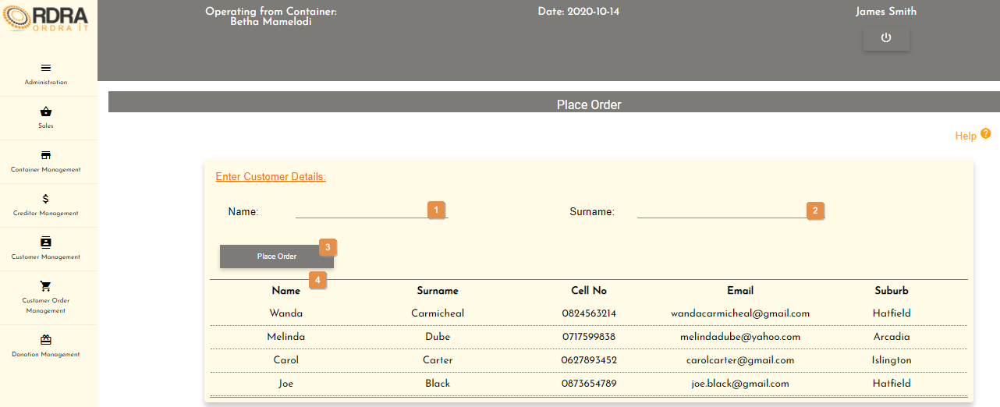 ORDRA
ORDRA IT
Operating from Container:
Betha Mamelodi
Date: 2020-10-14
James Smith
Administration
Sales
Container Management
Creditor Management
Customer Management
Customer Order
Management
Donation Management
Place Order
Help ?
Enter Customer Details:
Name: 1 Surname: 2
Place Order 3
4
Name Surname Cell No Email Suburb
Wanda Carmicheal 0824563214 wandacarmicheal@gmail.com Hatfield
Melinda Dube 0717599838 melindadube@yahoo.com Arcadia
Carol Carter 0627893452 carolcarter@gmail.com Islington
Joe Black 0873654789 joe.black@gmail.com Hatfield